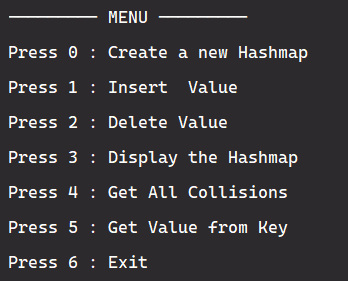 ───────── MENU ─────────
Press 0 : Create a new Hashmap
Press 1 : Insert  Value
Press 2 : Delete Value
Press 3 : Display the Hashmap
Press 4 : Get All Collisions
Press 5 : Get Value from Key
Press 6 : Exit